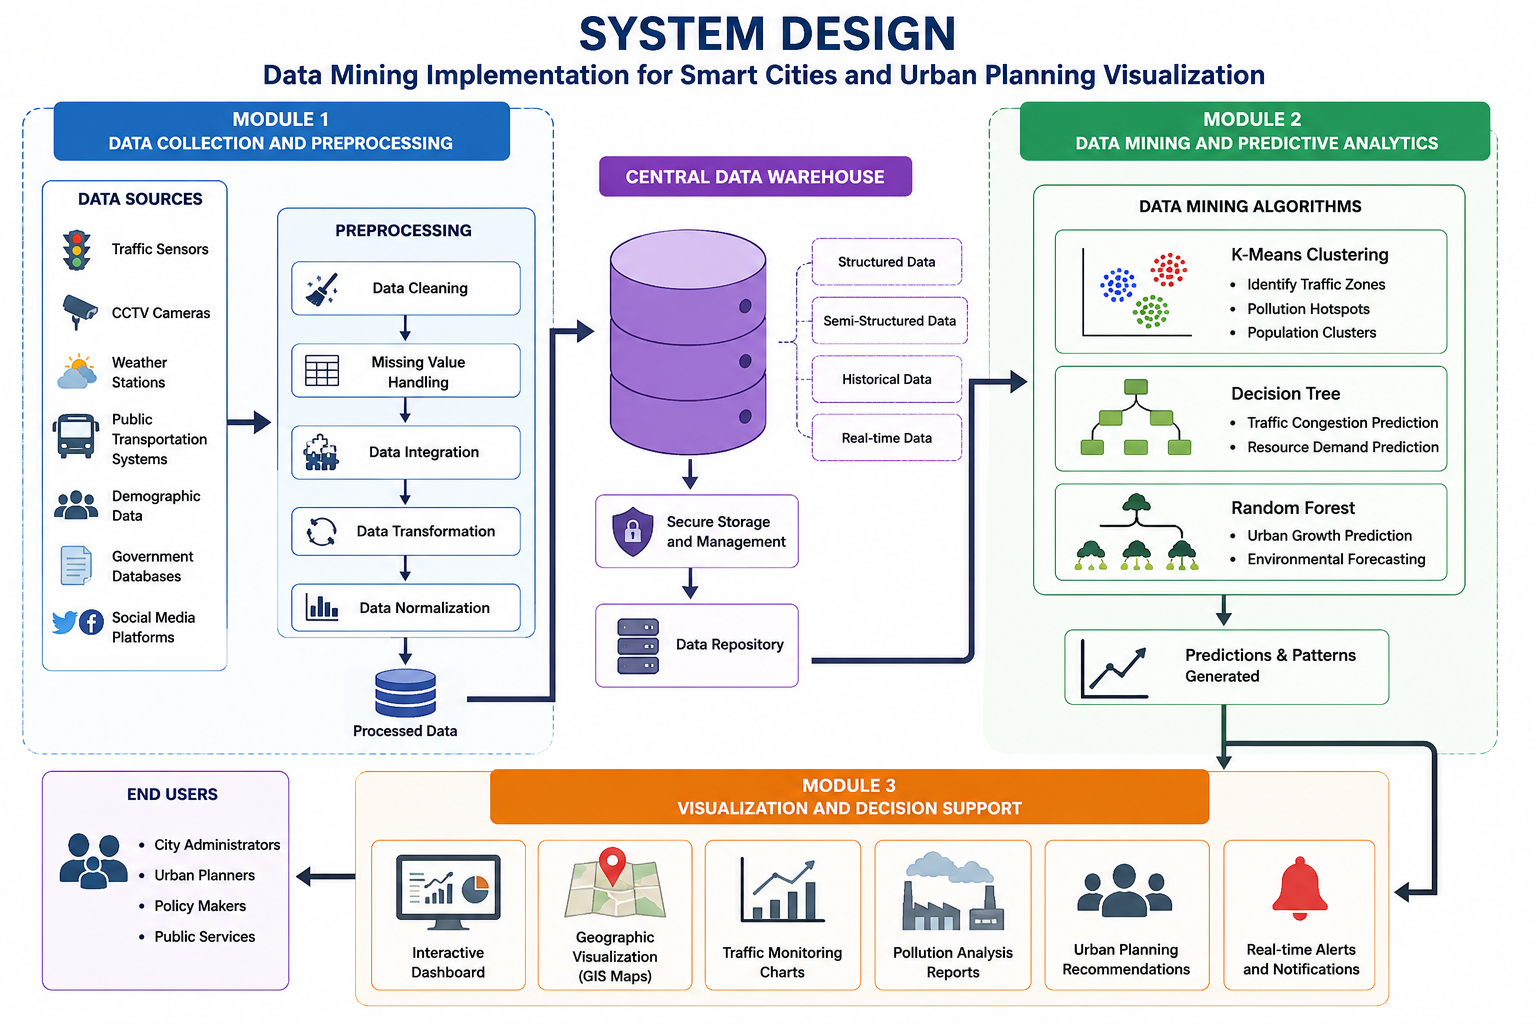 SYSTEM DESIGN
Data Mining Implementation for Smart Cities and Urban Planning Visualization
MODULE 1
DATA COLLECTION AND PREPROCESSING
DATA SOURCES
Traffic Sensors
CCTV Cameras
Weather
Stations
Public
Transportation
Systems
Demographic
Data
Government
Databases
Social Media
Platforms
PREPROCESSING
Data Cleaning
Missing Value
Handling
Data Integration
Data Transformation
Data Normalization
Processed Data
CENTRAL DATA WAREHOUSE
Structured Data
Semi-Structured Data
Historical Data
Real-time Data
Secure Storage
and Management
Data Repository
MODULE 2
DATA MINING AND PREDICTIVE ANALYTICS
DATA MINING ALGORITHMS
K-Means Clustering
• Identify Traffic Zones
• Pollution Hotspots
• Population Clusters
Decision Tree
• Traffic Congestion Prediction
• Resource Demand Prediction
Random Forest
• Urban Growth Prediction
• Environmental Forecasting
Predictions & Patterns
Generated
MODULE 3
VISUALIZATION AND DECISION SUPPORT
Interactive
Dashboard
Geographic
Visualization
(GIS Maps)
Traffic Monitoring
Charts
Pollution Analysis
Reports
Urban Planning
Recommendations
Real-time Alerts
and Notifications
END USERS
• City Administrators
• Urban Planners
• Policy Makers
• Public Services